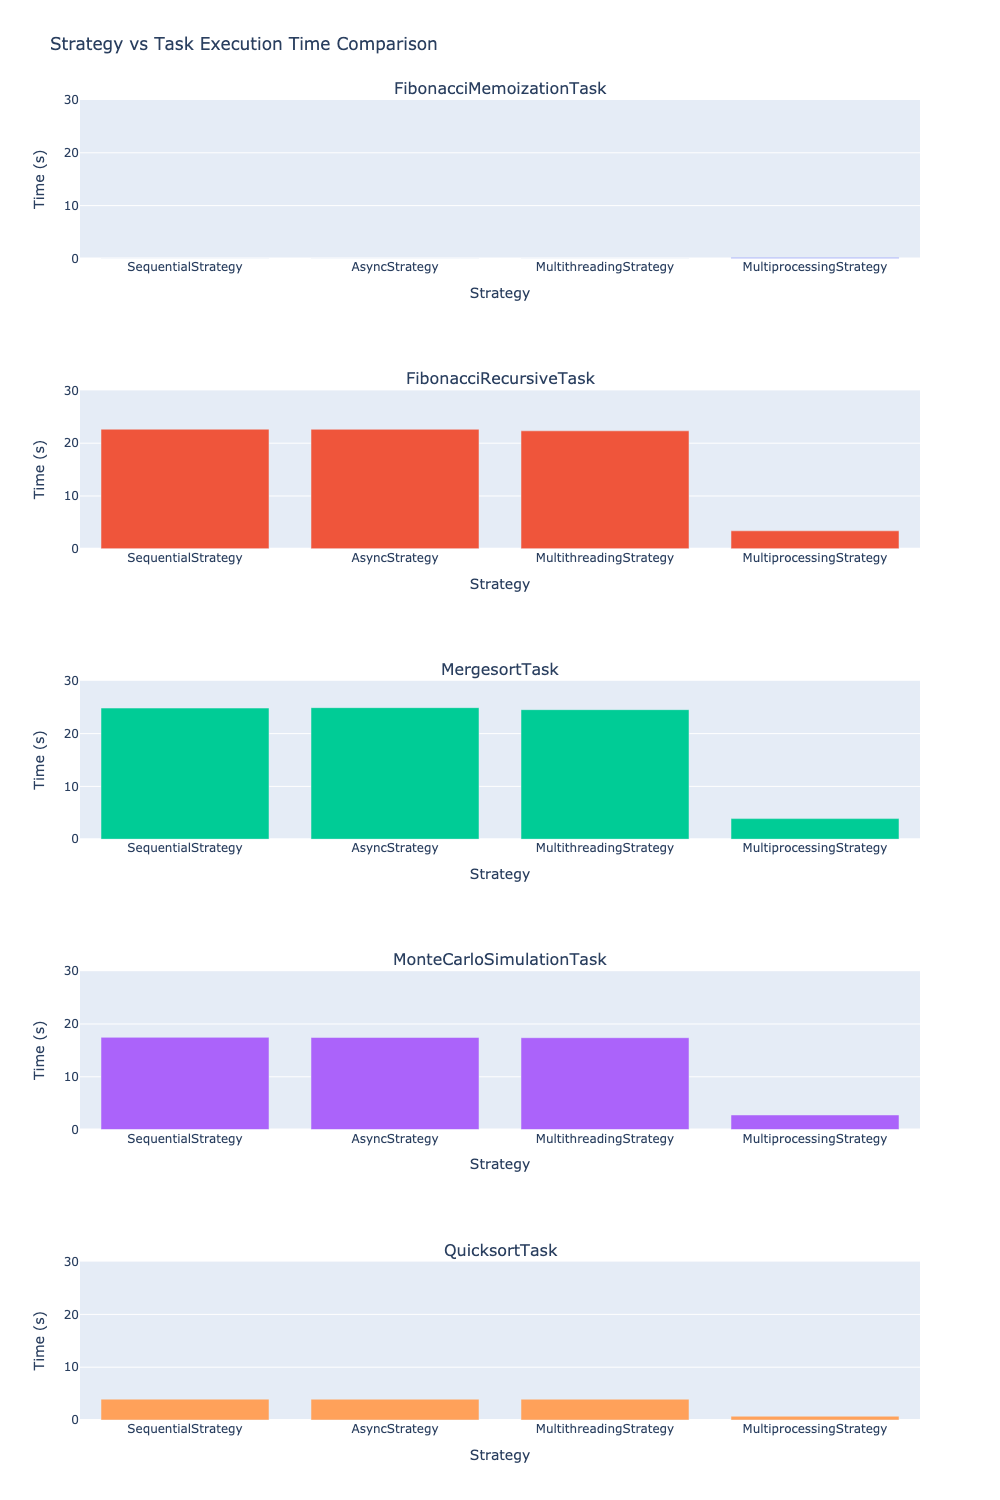 Strategy vs Task Execution Time Comparison
FibonacciMemoizationTask
30
20
10
0
Time (s)
SequentialStrategy AsyncStrategy MultithreadingStrategy MultiprocessingStrategy
Strategy
FibonacciRecursiveTask
30
20
10
0
Time (s)
SequentialStrategy AsyncStrategy MultithreadingStrategy MultiprocessingStrategy
Strategy
MergesortTask
30
20
10
0
Time (s)
SequentialStrategy AsyncStrategy MultithreadingStrategy MultiprocessingStrategy
Strategy
MonteCarloSimulationTask
30
20
10
0
Time (s)
SequentialStrategy AsyncStrategy MultithreadingStrategy MultiprocessingStrategy
Strategy
QuicksortTask
30
20
10
0
Time (s)
SequentialStrategy AsyncStrategy MultithreadingStrategy MultiprocessingStrategy
Strategy